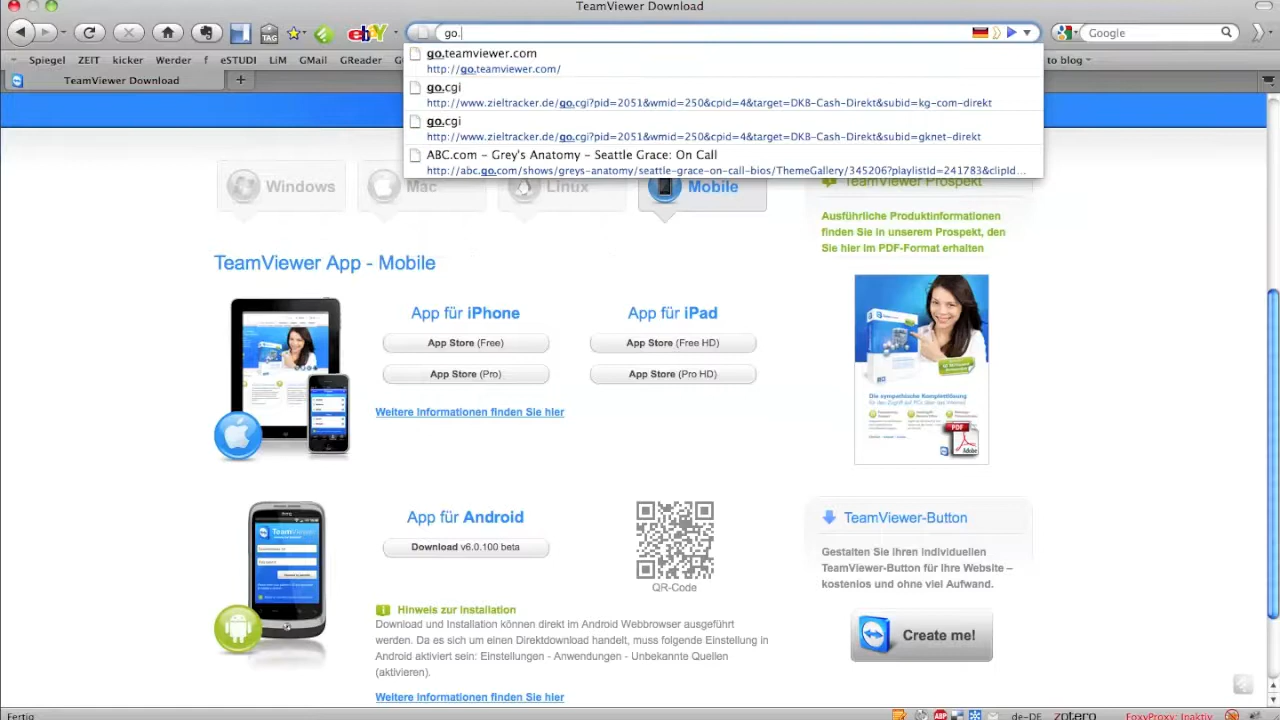 TeamViewer Download
go.
Google
go.teamviewer.com
http://go.teamviewer.com/
go.cgi
http://www.zieltracker.de/go.cgi?pid=2051&wmid=250&cpid=4&target=DKB-Cash-Direkt&subid=kg-com-direkt
go.cgi
http://www.zieltracker.de/go.cgi?pid=2051&wmid=250&cpid=4&target=DKB-Cash-Direkt&subid=gknet-direkt
ABC.com – Grey's Anatomy – Seattle Grace: On Call
http://abc.go.com/shows/greys-anatomy/seattle-grace-on-call-bios/ThemeGallery/345206?playlistId=241783&clipId...
ebY
TAG
Spiegel ZEIT kicker Werder f eSTUDI LiM GMail GReader
to blog
TeamViewer Download
Windows Mac Linux Mobile
TeamViewer Prospekt
Ausführliche Produktinformationen
finden Sie in unserem Prospekt, den
Sie hier im PDF-Format erhalten
TeamViewer App - Mobile
App für iPhone
App Store (Free)
App Store (Pro)
App für iPad
App Store (Free HD)
App Store (Pro HD)
Weitere Informationen finden Sie hier
Die sympathische Komplettlösung
PDF
Adobe
App für Android
Download v6.0.100 beta
QR-Code
Hinweis zur Installation
Download und Installation können direkt im Android Webbrowser ausgeführt
werden. Da es sich um einen Direktdownload handelt, muss folgende Einstellung in
Android aktiviert sein: Einstellungen - Anwendungen - Unbekannte Quellen
(aktivieren).
Weitere Informationen finden Sie hier
TeamViewer-Button
Gestalten Sie Ihren individuellen
TeamViewer-Button für Ihre Website –
kostenlos und ohne viel Aufwand.
Create me!
Fertig
ABP
de-DE
zotero
FoxyProxy: Inaktiv